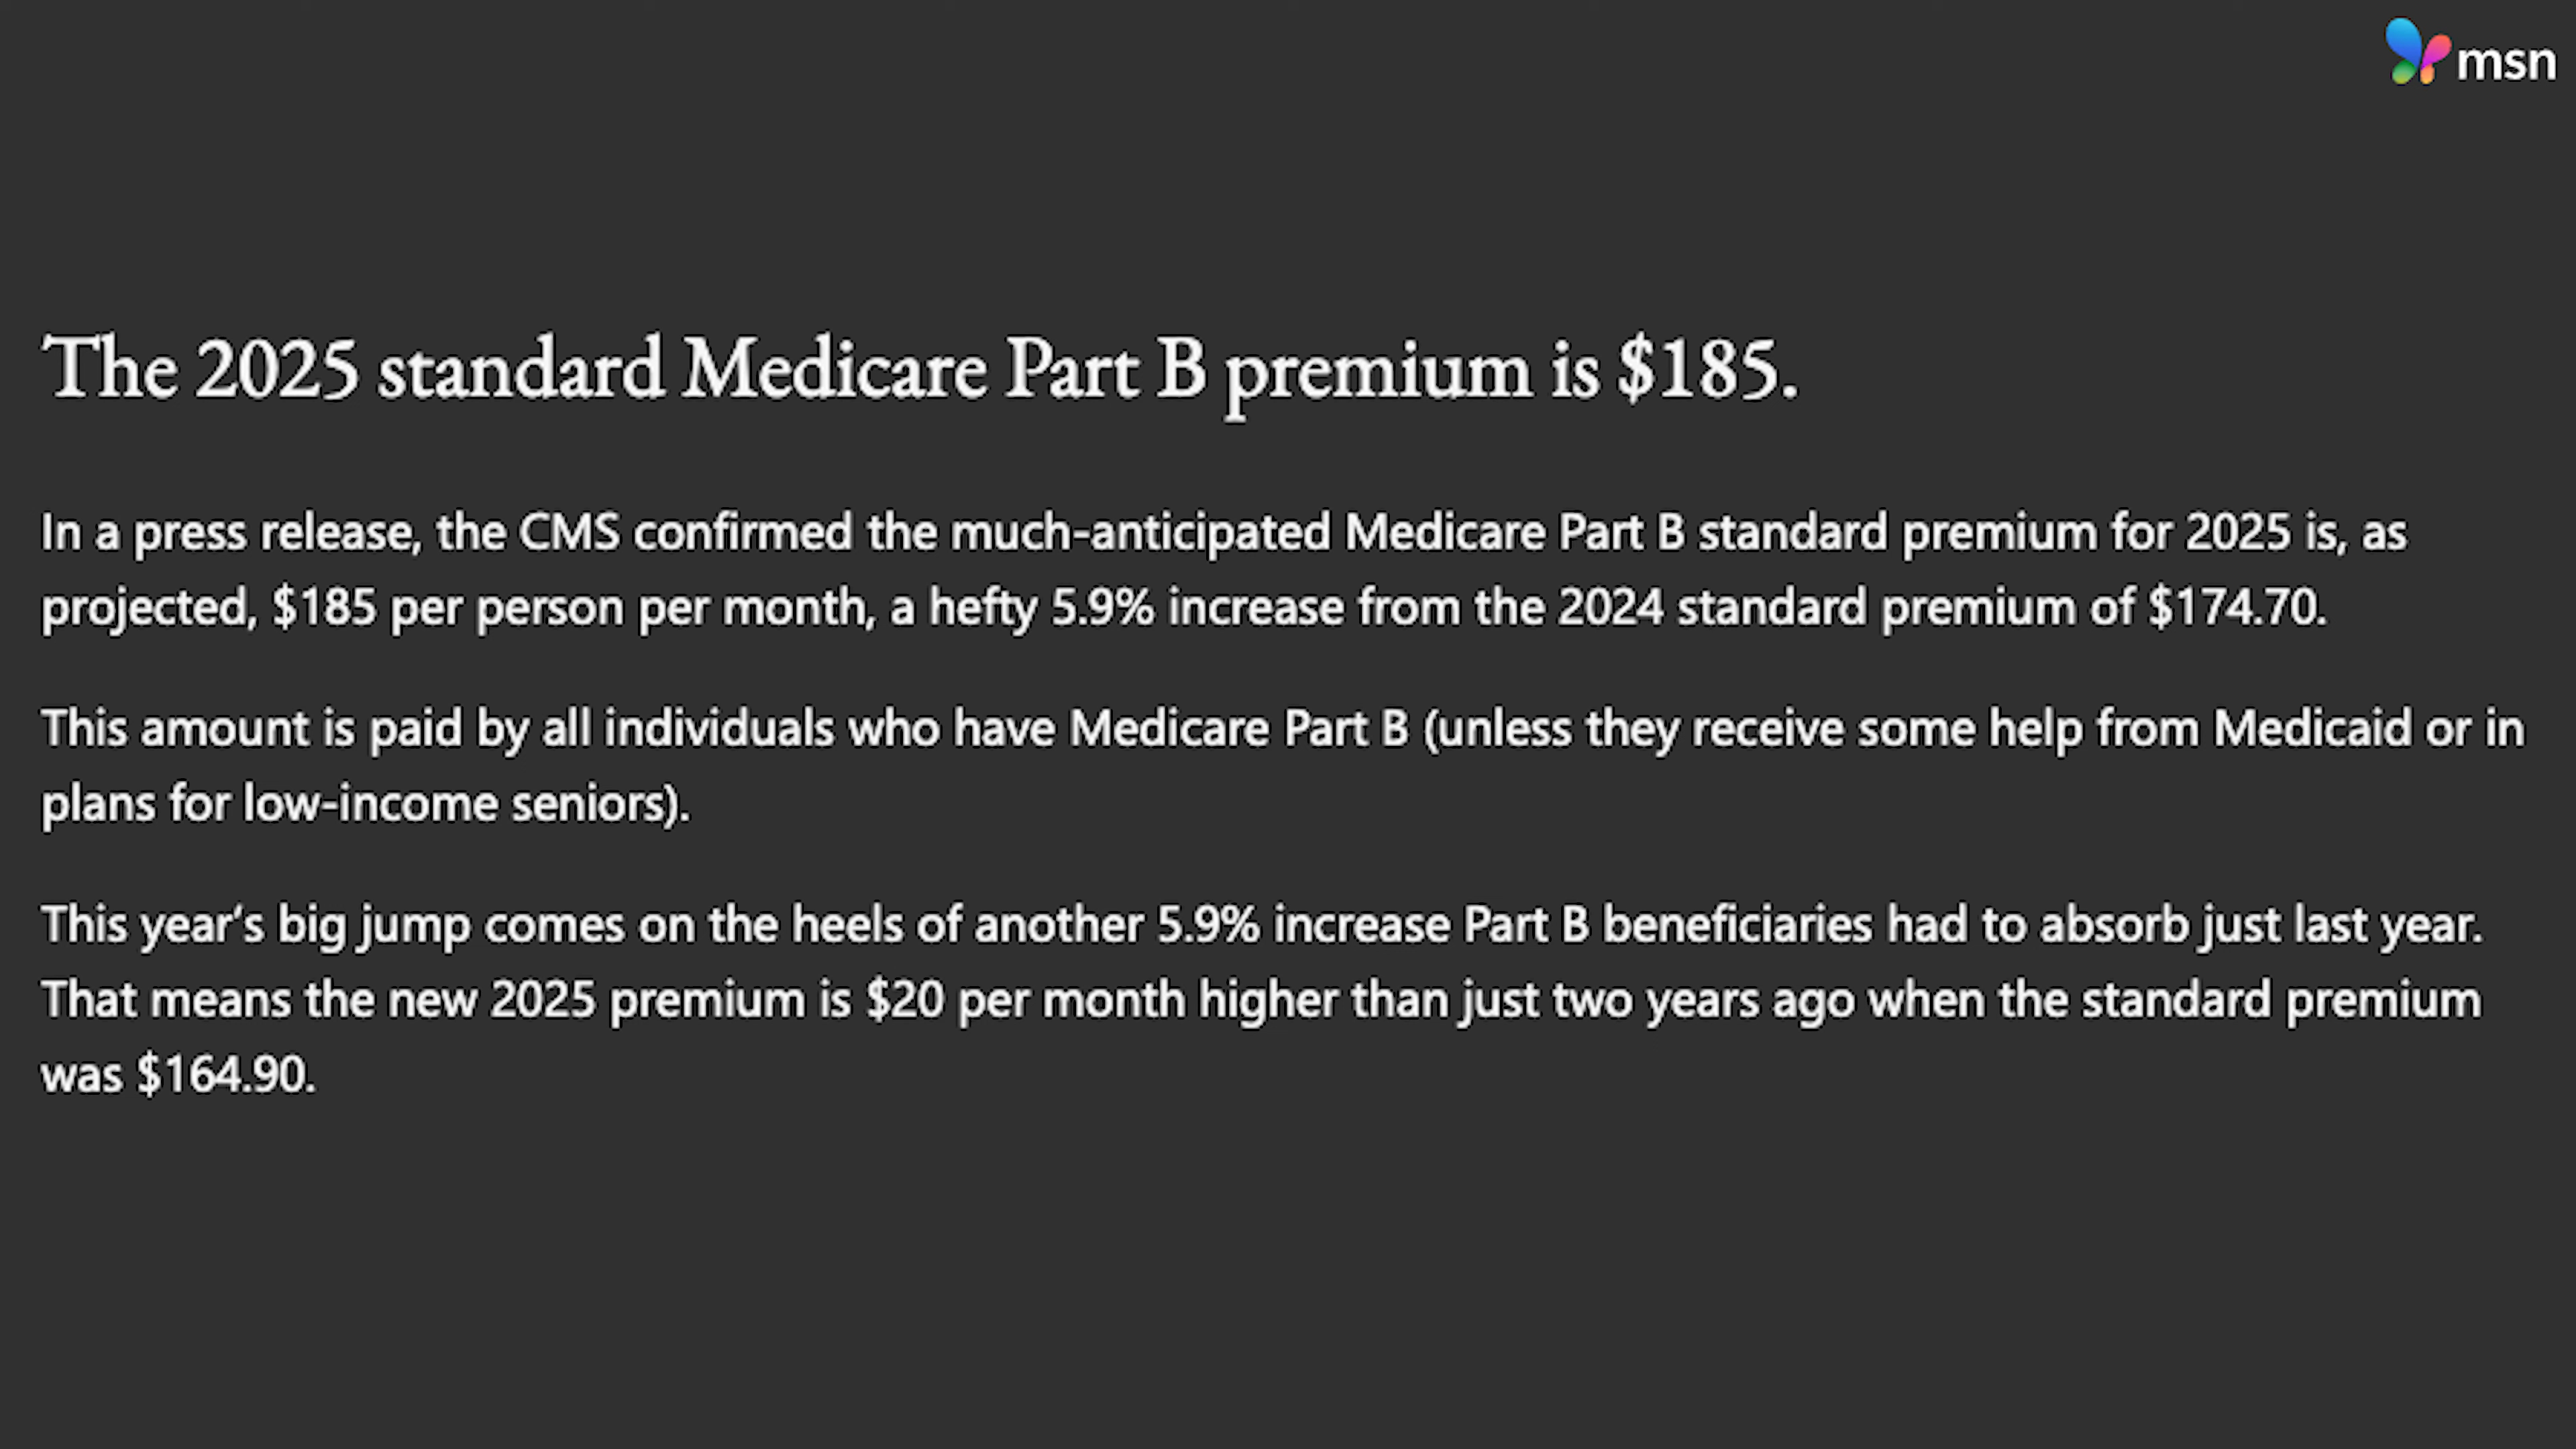 msn
The 2025 standard Medicare Part B premium is $185.
In a press release, the CMS confirmed the much-anticipated Medicare Part B standard premium for 2025 is, as
projected, $185 per person per month, a hefty 5.9% increase from the 2024 standard premium of $174.70.
This amount is paid by all individuals who have Medicare Part B (unless they receive some help from Medicaid or in
plans for low-income seniors).
This year’s big jump comes on the heels of another 5.9% increase Part B beneficiaries had to absorb just last year.
That means the new 2025 premium is $20 per month higher than just two years ago when the standard premium
was $164.90.